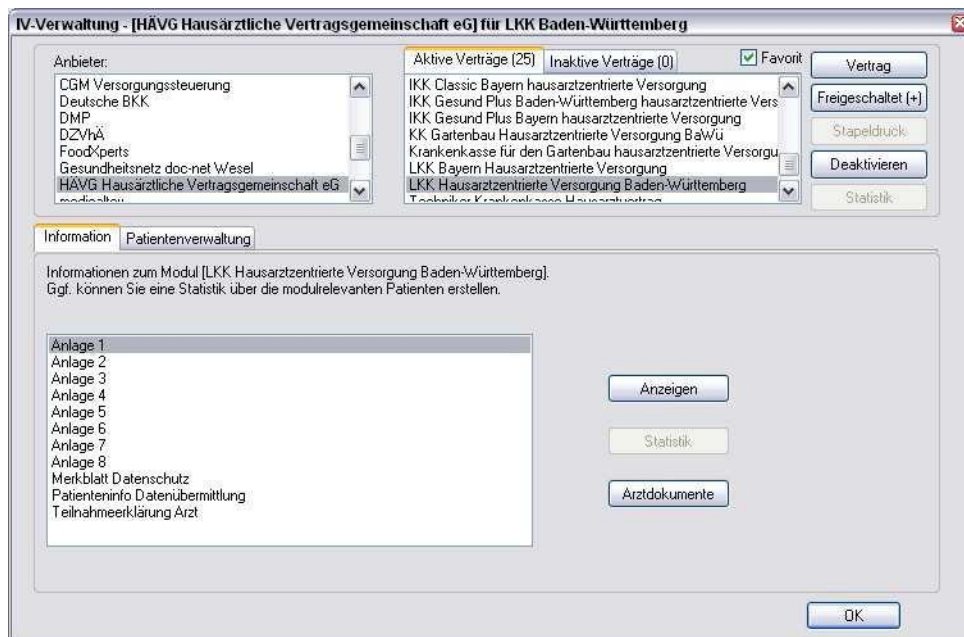 IV-Verwaltung - [HÄVG Hausärztliche Vertragsgemeinschaft eG] für LKK Baden-Württemberg
Anbieter:
CGM Versorgungssteuerung
Deutsche BKK
DMP
DZVhÄ
FoodXperts
Gesundheitsnetz doc-net Wesel
HÄVG Hausärztliche Vertragsgemeinschaft eG
Aktive Verträge (25)
Inaktive Verträge (0)
Favorit
IKK Classic Bayern hausarztzentrierte Versorgung
IKK Gesund Plus Baden-Württemberg hausarztzentrierte Vers
IKK Gesund Plus Bayern hausarztzentrierte Versorgung
KK Gartenbau Hausarztzentrierte Versorgung BaWü
Krankenkasse für den Gartenbau hausarztzentrierte Versorgu
LKK Bayern Hausarztzentrierte Versorgung
LKK Hausarztzentrierte Versorgung Baden-Württemberg
Techniker Krankenkasse Hausarztvertrag
Vertrag
Freigeschaltet (+)
Stapeldruck
Deaktivieren
Statistik
Information
Patientenverwaltung
Informationen zum Modul [LKK Hausarztzentrierte Versorgung Baden-Württemberg].
Ggf. können Sie eine Statistik über die modulrelevanten Patienten erstellen.
Anlage 1
Anlage 2
Anlage 3
Anlage 4
Anlage 5
Anlage 6
Anlage 7
Anlage 8
Merkblatt Datenschutz
Patienteninfo Datenübermittlung
Teilnahmeerklärung Arzt
Anzeigen
Statistik
Arztdokumente
OK